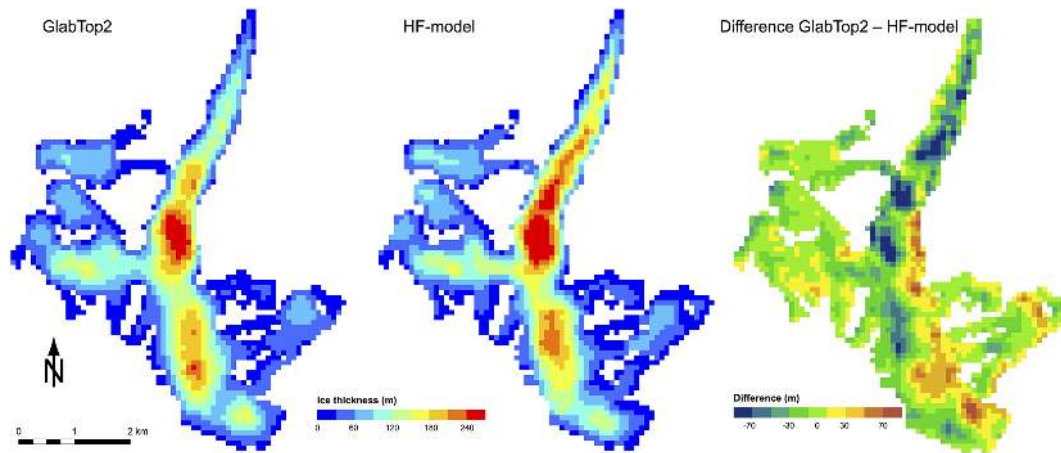 GlabTop2
HF-model
Difference GlabTop2 – HF-model
N
0 1 2 km
Ice thickness (m)
0 60 120 180 240
Difference (m)
-70 -30 0 30 70